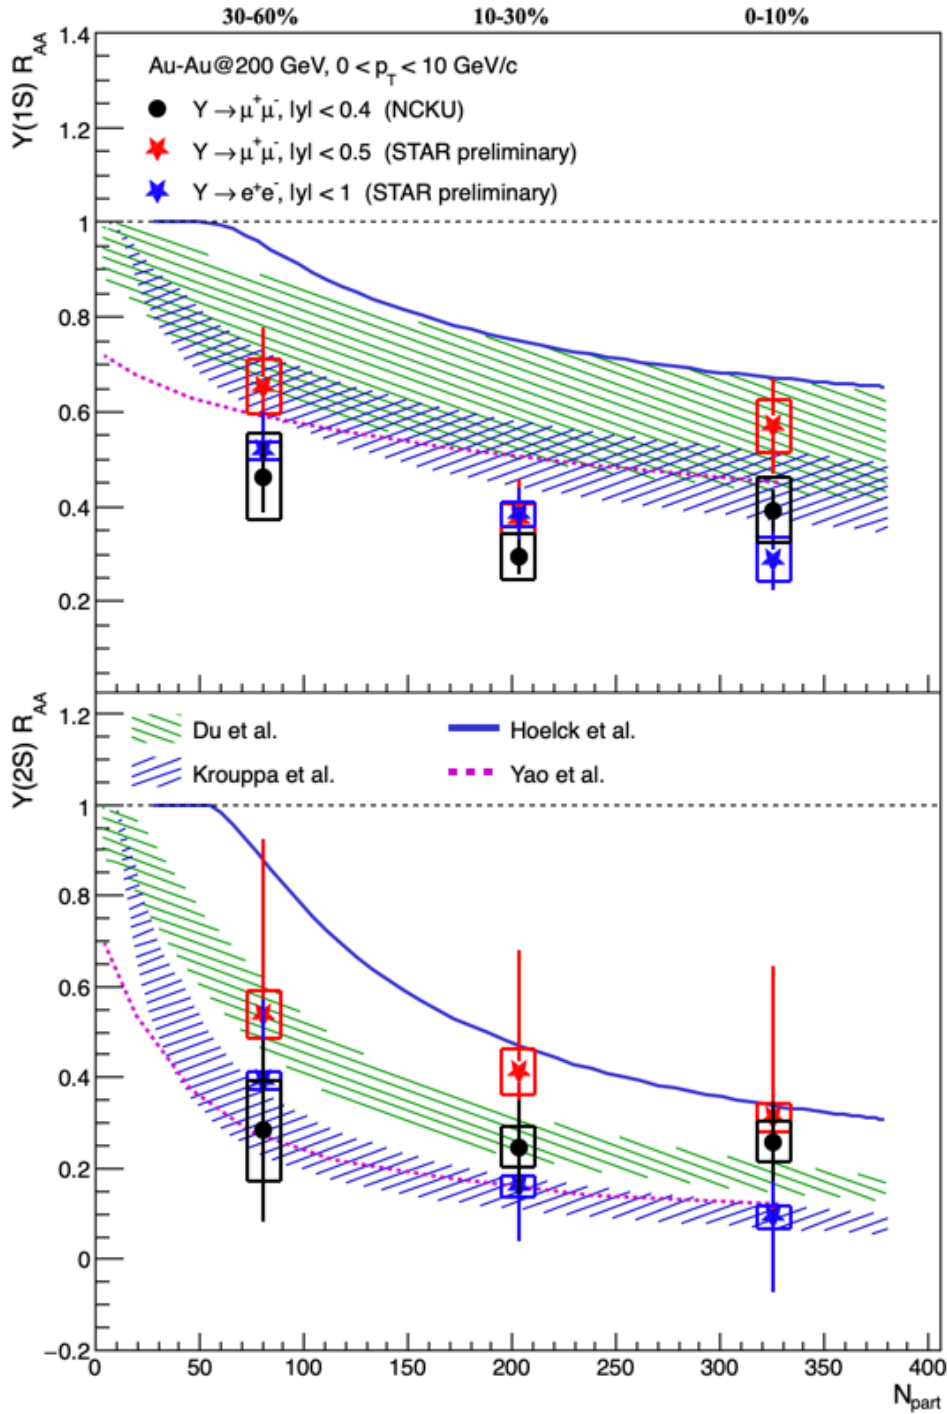 30-60% 10-30% 0-10%
Υ(1S) R_AA
1.4
1.2
1
0.8
0.6
0.4
0.2
Au-Au@200 GeV, 0 < p_T < 10 GeV/c
Υ → μ⁺μ⁻, |y| < 0.4 (NCKU)
Υ → μ⁺μ⁻, |y| < 0.5 (STAR preliminary)
Υ → e⁺e⁻, |y| < 1 (STAR preliminary)
Υ(2S) R_AA
1.2
1
0.8
0.6
0.4
0.2
0
−0.2
Du et al. Hoelck et al.
Krouppa et al. Yao et al.
0 50 100 150 200 250 300 350 400
N_part